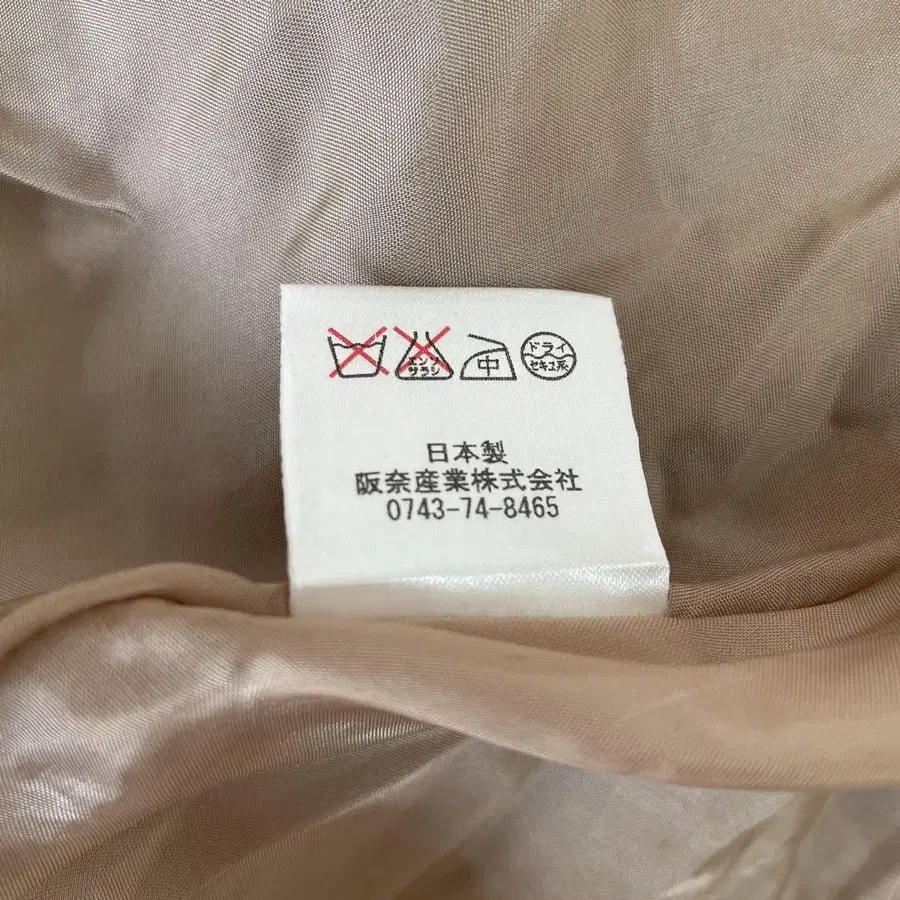 エンソ
サラシ
中
ドライ
セキユ系
日本製
阪奈産業株式会社
0743-74-8465